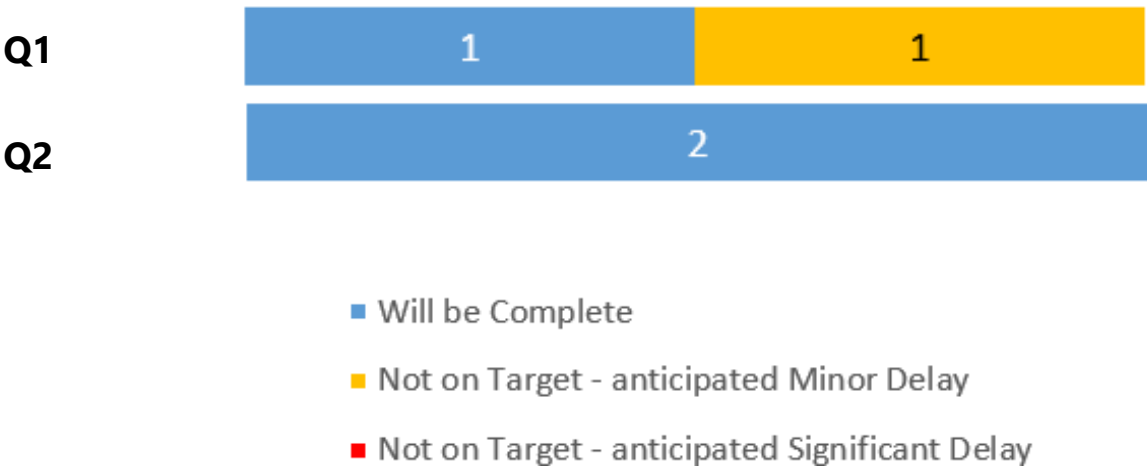 Q1 1 1
Q2 2
Will be Complete
Not on Target - anticipated Minor Delay
Not on Target - anticipated Significant Delay